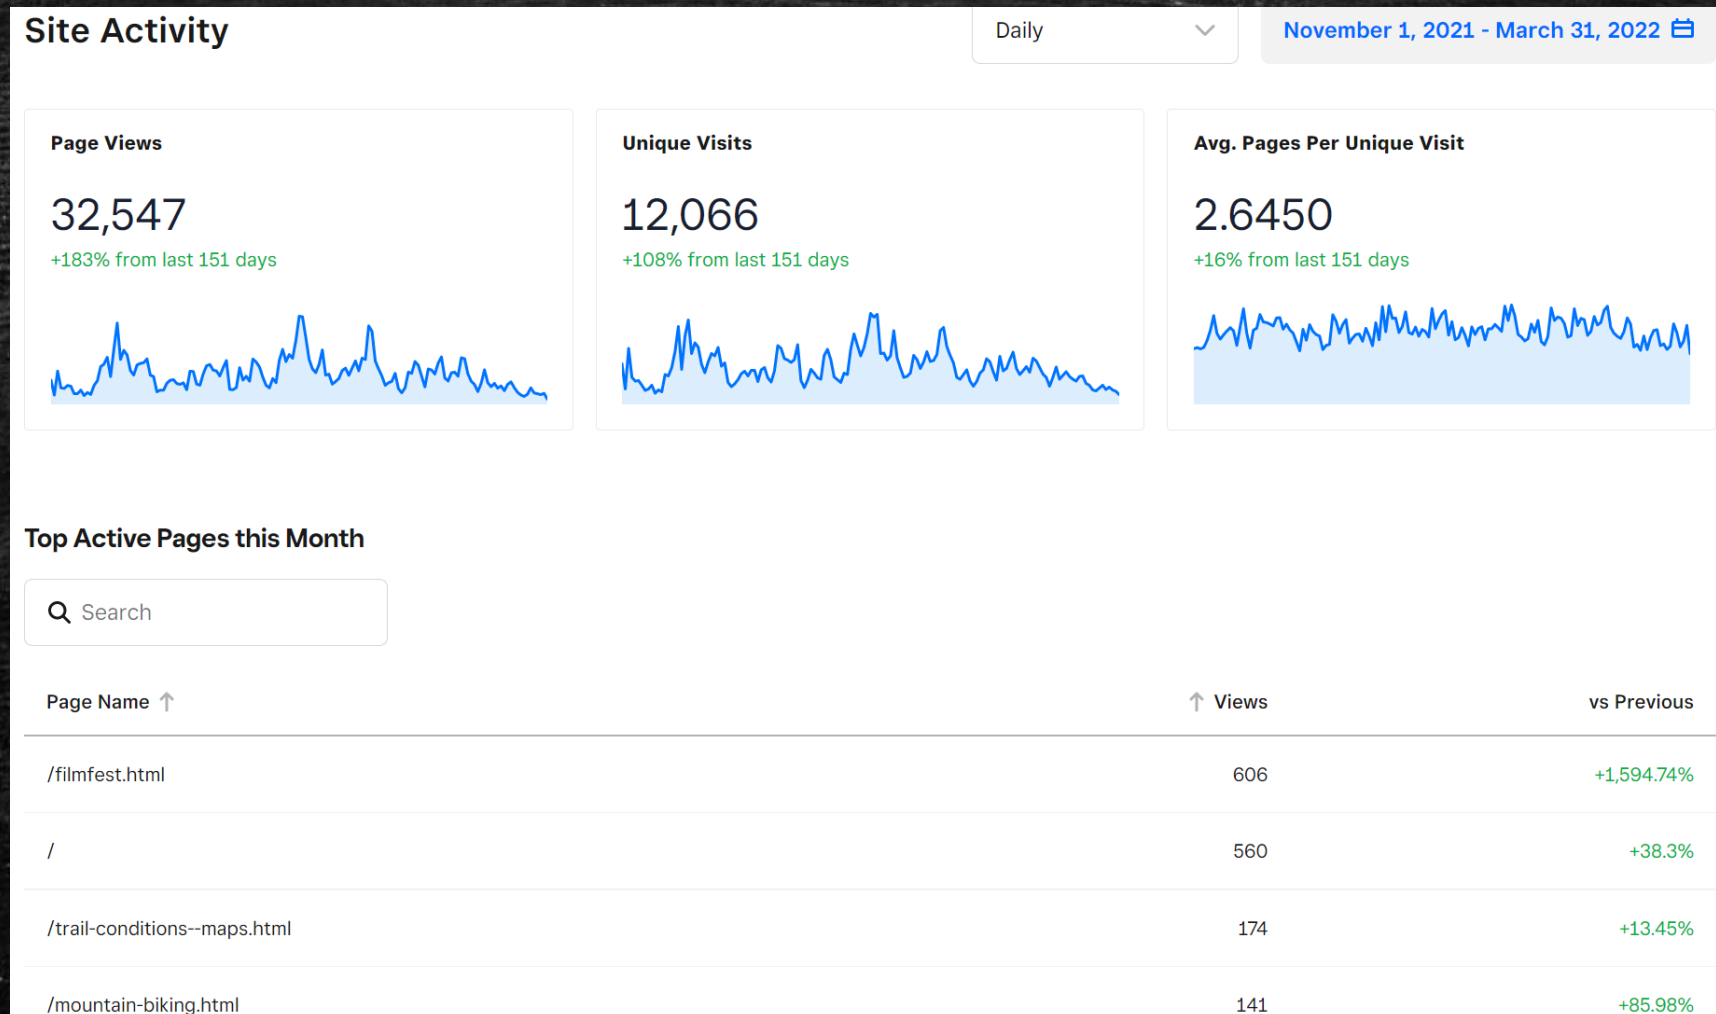 Site Activity
Daily
November 1, 2021 - March 31, 2022
Page Views
32,547
+183% from last 151 days
Unique Visits
12,066
+108% from last 151 days
Avg. Pages Per Unique Visit
2.6450
+16% from last 151 days
Top Active Pages this Month
Search
Page Name Views vs Previous
/filmfest.html 606 +1,594.74%
/ 560 +38.3%
/trail-conditions--maps.html 174 +13.45%
/mountain-biking.html 141 +85.98%